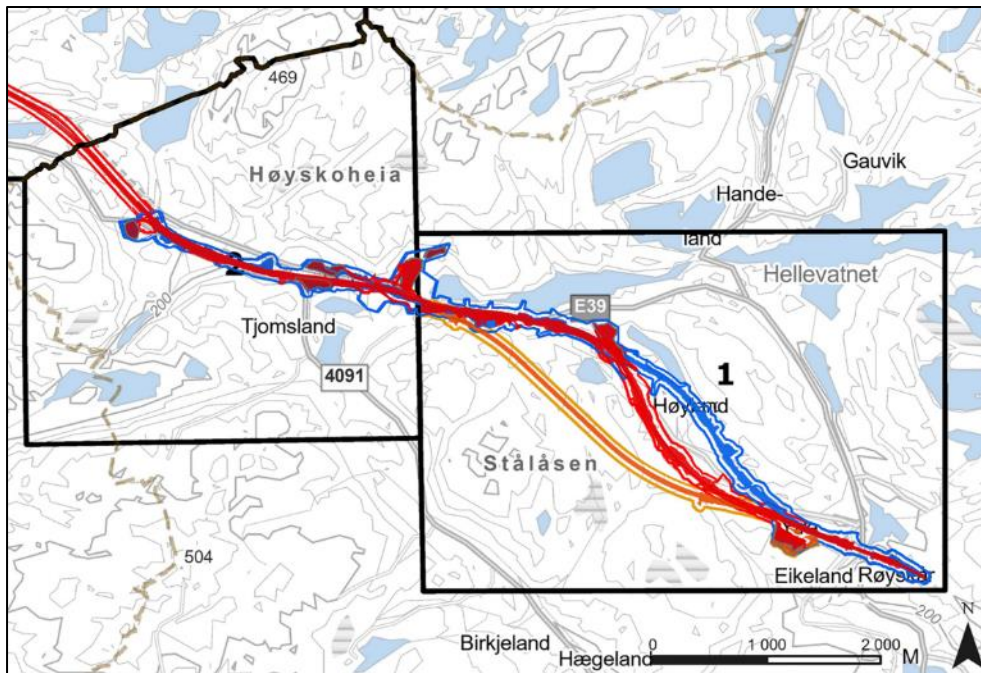 469
Høyskoheia
Gauvik
Hande-
land
Hellevatnet
2
200
E39
Tjomsland
4091
1
Stålåsen
504
Eikeland
200
N
Birkjeland
Hægeland
0 1 000 2 000 M